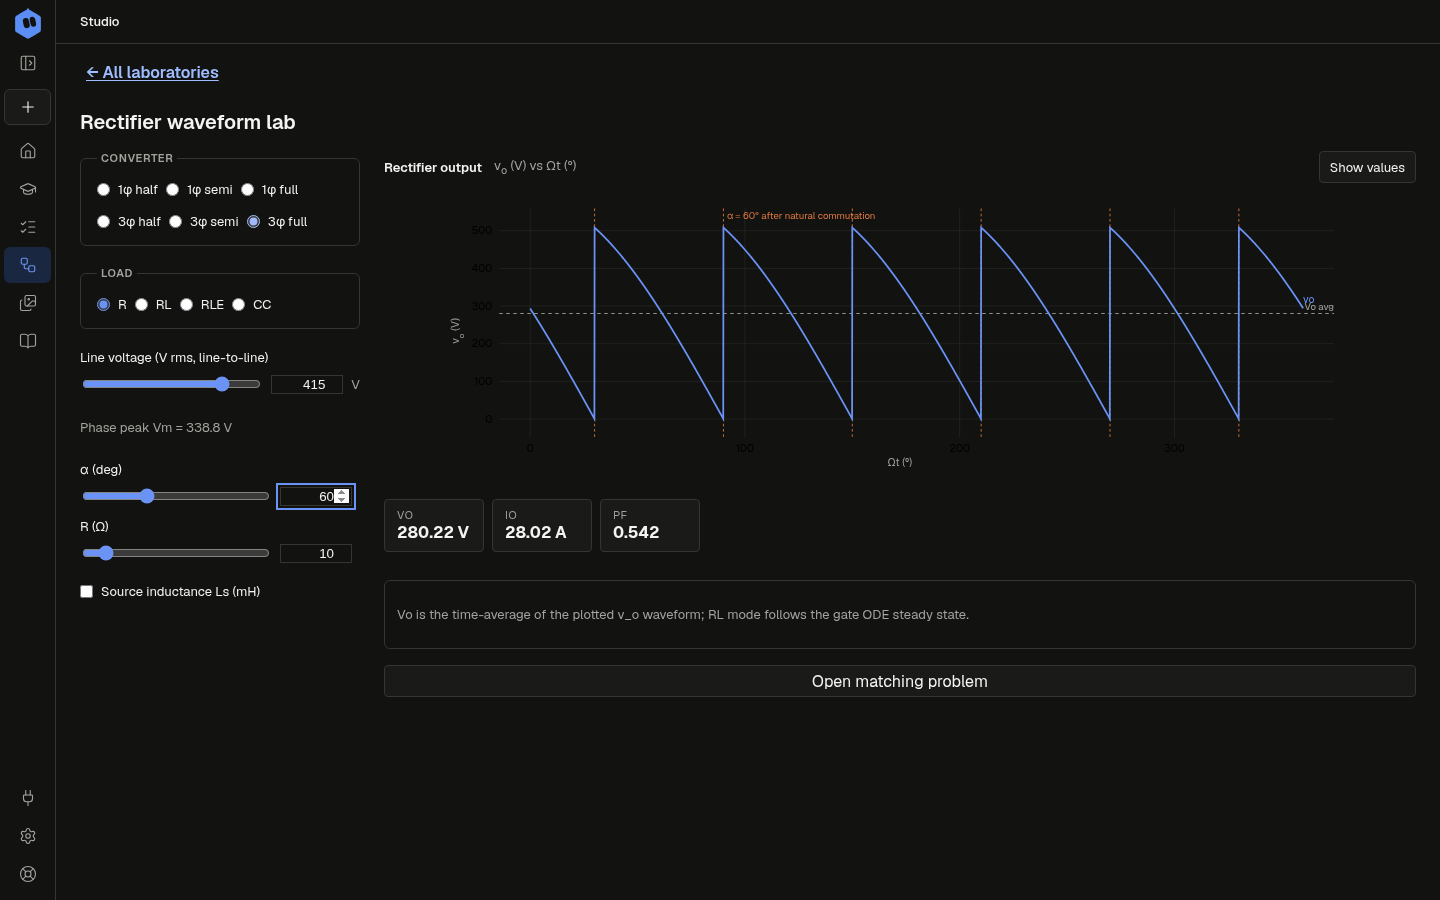 Studio
← All laboratories
Rectifier waveform lab
CONVERTER
1φ half 1φ semi 1φ full
3φ half 3φ semi 3φ full
LOAD
R RL RLE CC
Line voltage (V rms, line-to-line)
415 V
Phase peak Vm = 338.8 V
α (deg)
60
R (Ω)
10
Source inductance Ls (mH)
Rectifier output vo (V) vs Ωt (°)
Show values
α = 60° after natural commutation
500
400
300
200
100
0
vo (V)
vo
Vo avg
0 100 200 300
Ωt (°)
VO
280.22 V
IO
28.02 A
PF
0.542
Vo is the time-average of the plotted v_o waveform; RL mode follows the gate ODE steady state.
Open matching problem